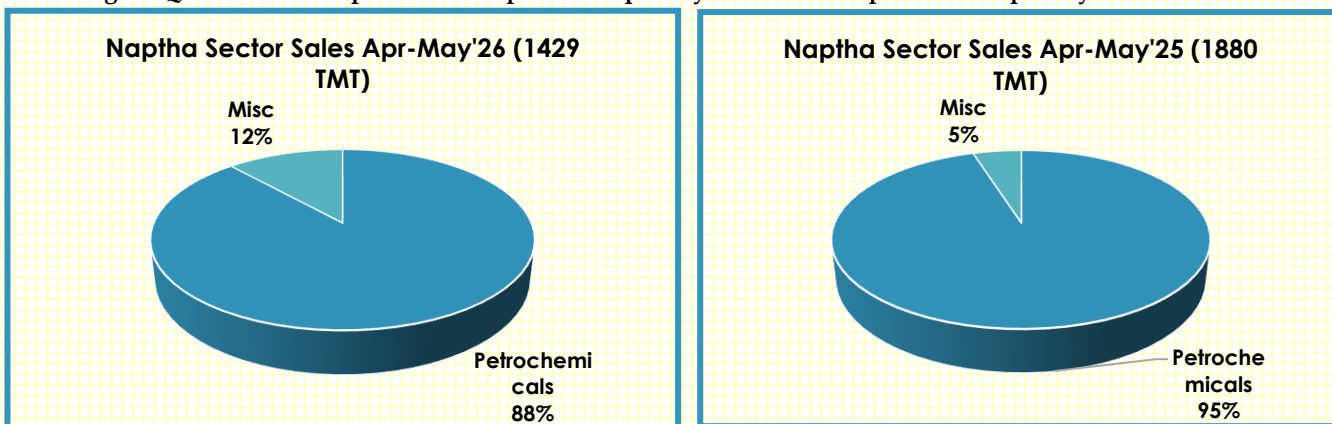 Naptha Sector Sales Apr-May'26 (1429
TMT)
Misc
12%
Petrochemi
cals
88%
Naptha Sector Sales Apr-May'25 (1880
TMT)
Misc
5%
Petroche
micals
95%